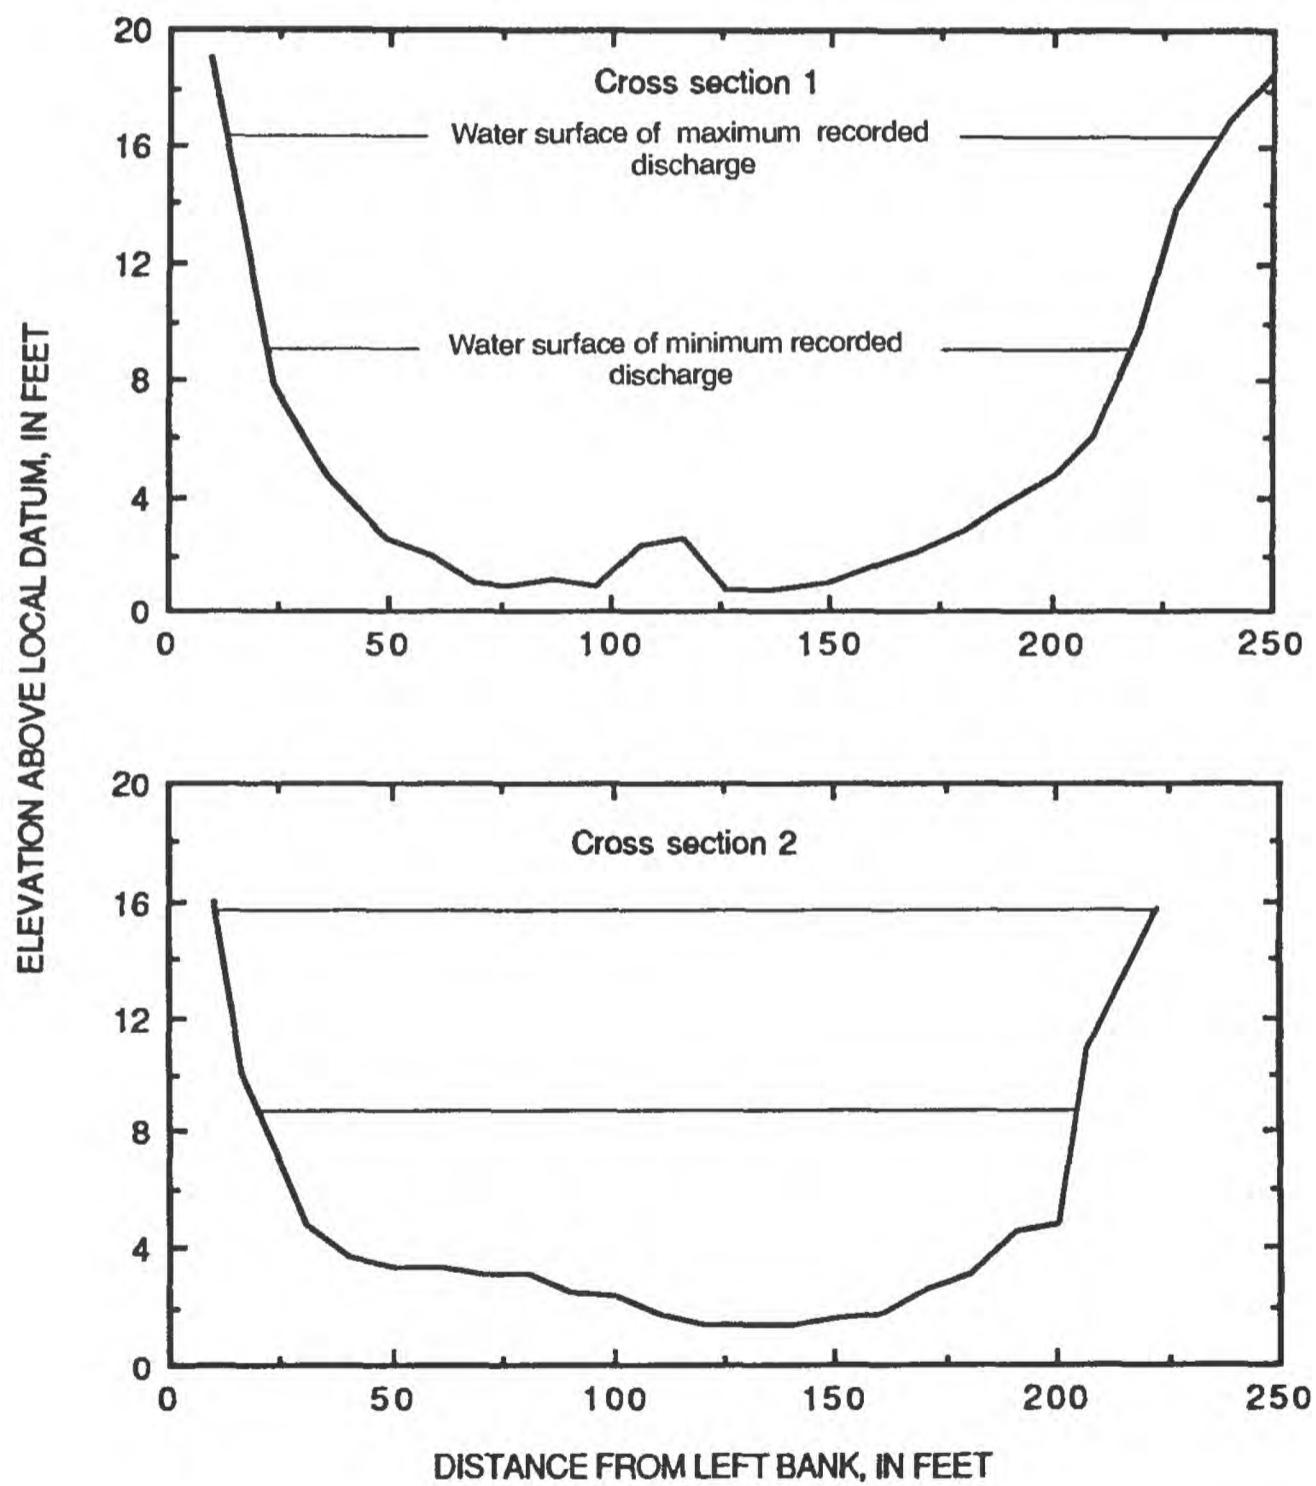 ELEVATION ABOVE LOCAL DATUM, IN FEET
20
16
12
8
4
0
Cross section 1
Water surface of maximum recorded
discharge
Water surface of minimum recorded
discharge
0 50 100 150 200 250
20
16
12
8
4
0
Cross section 2
0 50 100 150 200 250
DISTANCE FROM LEFT BANK, IN FEET